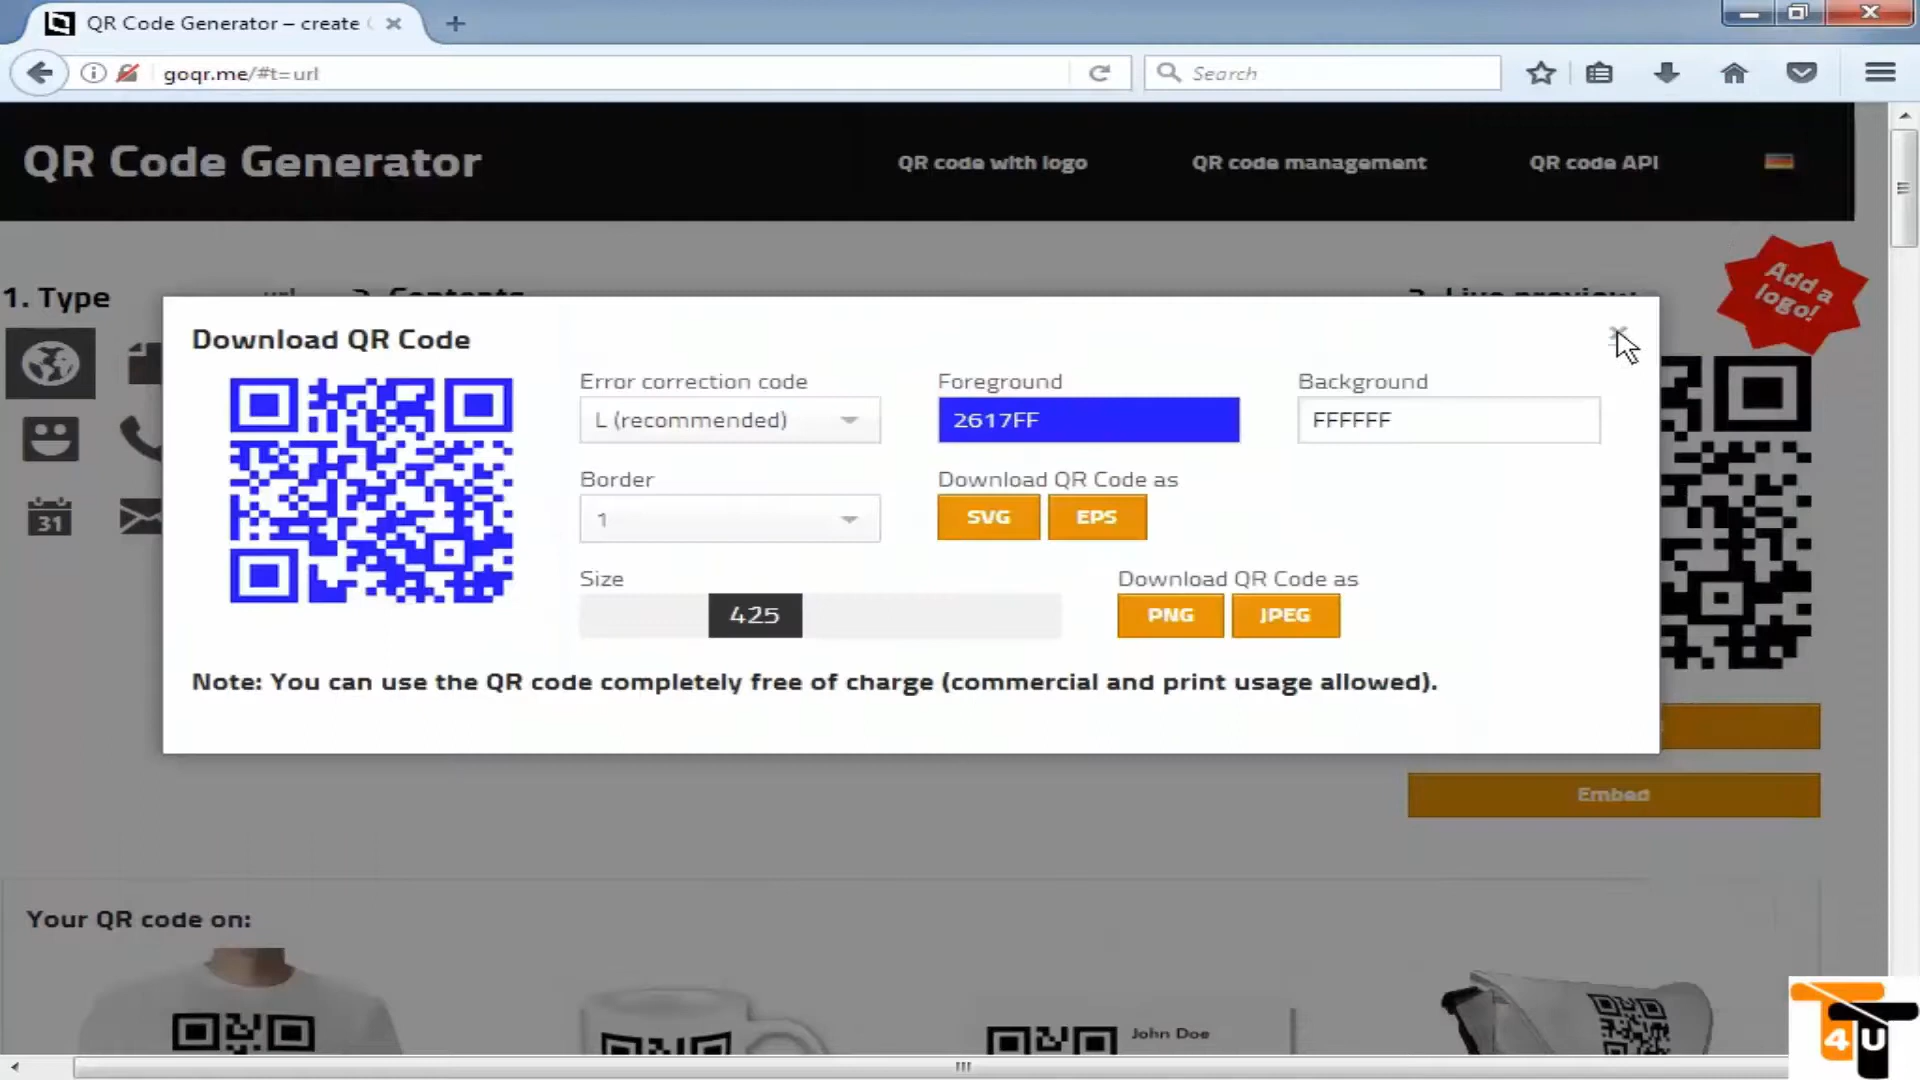 QR Code Generator – create
goqr.me/#t=url
Search
QR Code Generator
QR code with logo
QR code management
QR code API
Add a
logo!
1. Type
Download QR Code
Error correction code
Foreground
Background
L (recommended)
2617FF
FFFFFF
Border
Download QR Code as
1
SVG
EPS
31
Size
Download QR Code as
425
PNG
JPEG
Note: You can use the QR code completely free of charge (commercial and print usage allowed).
Embed
Your QR code on:
John Doe
4U